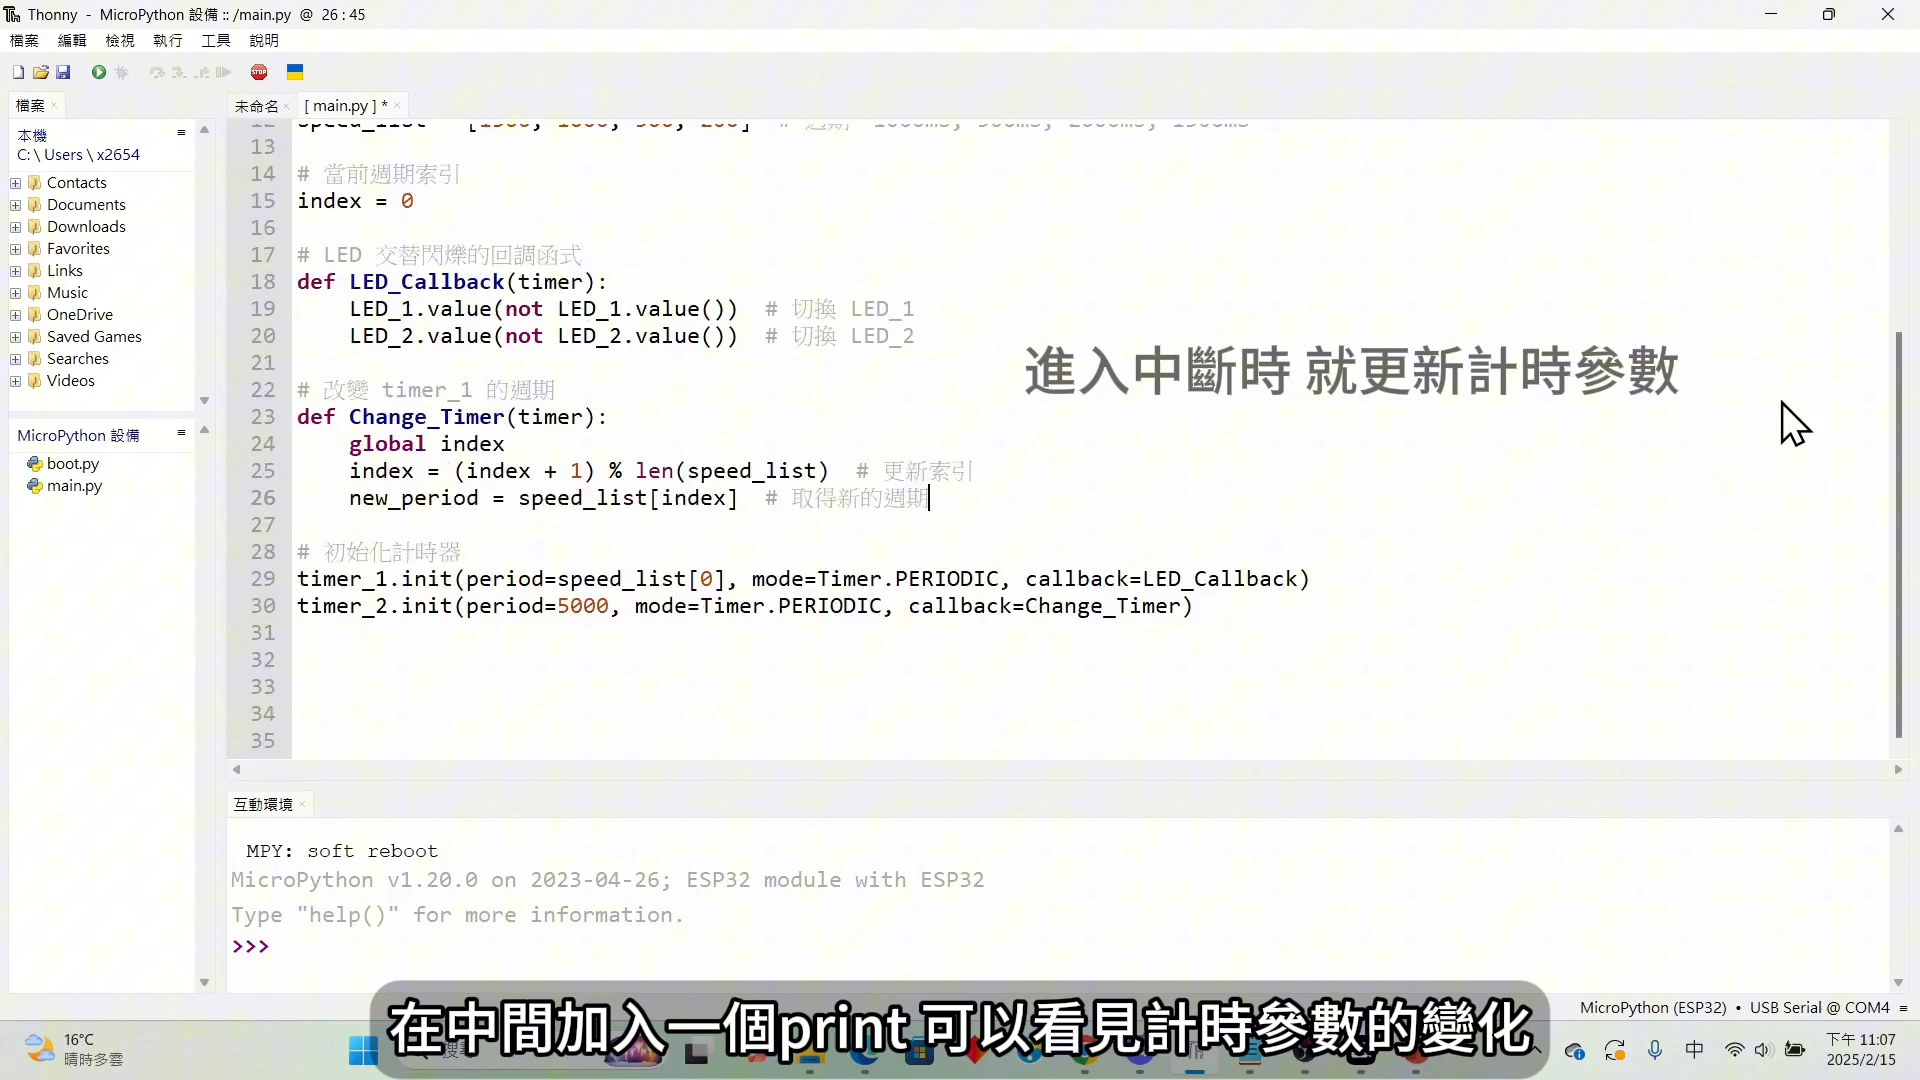 Thonny - MicroPython 設備 :: /main.py @ 26 : 45
檔案 編輯 檢視 執行 工具 說明
STOP
檔案
未命名
[ main.py ] *
本機
C: \ Users \ x2654
Contacts
Documents
Downloads
Favorites
Links
Music
OneDrive
Saved Games
Searches
Videos
MicroPython 設備
boot.py
main.py
13
14 # 當前週期索引
15 index = 0
16
17 # LED 交替閃爍的回調函式
18 def LED_Callback(timer):
19 LED_1.value(not LED_1.value()) # 切換 LED_1
20 LED_2.value(not LED_2.value()) # 切換 LED_2
21
22 # 改變 timer_1 的週期
23 def Change_Timer(timer):
24 global index
25 index = (index + 1) % len(speed_list) # 更新索引
26 new_period = speed_list[index] # 取得新的週期
27
28 # 初始化計時器
29 timer_1.init(period=speed_list[0], mode=Timer.PERIODIC, callback=LED_Callback)
30 timer_2.init(period=5000, mode=Timer.PERIODIC, callback=Change_Timer)
31
32
33
34
35
進入中斷時 就更新計時參數
互動環境
MPY: soft reboot
MicroPython v1.20.0 on 2023-04-26; ESP32 module with ESP32
Type "help()" for more information.
>>>
MicroPython (ESP32) • USB Serial @ COM4 ≡
在中間加入一個print 可以看見計時參數的變化
16°C
晴時多雲
中
下午 11:07
2025/2/15